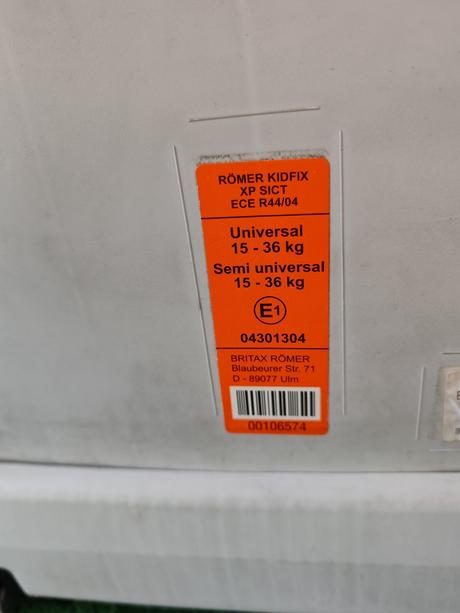 RÖMER KIDFIX
XP SICT
ECE R44/04
Universal
15 - 36 kg
Semi universal
15 - 36 kg
E1
04301304
BRITAX RÖMER
Blaubeurer Str. 71
D - 89077 Ulm
00106574